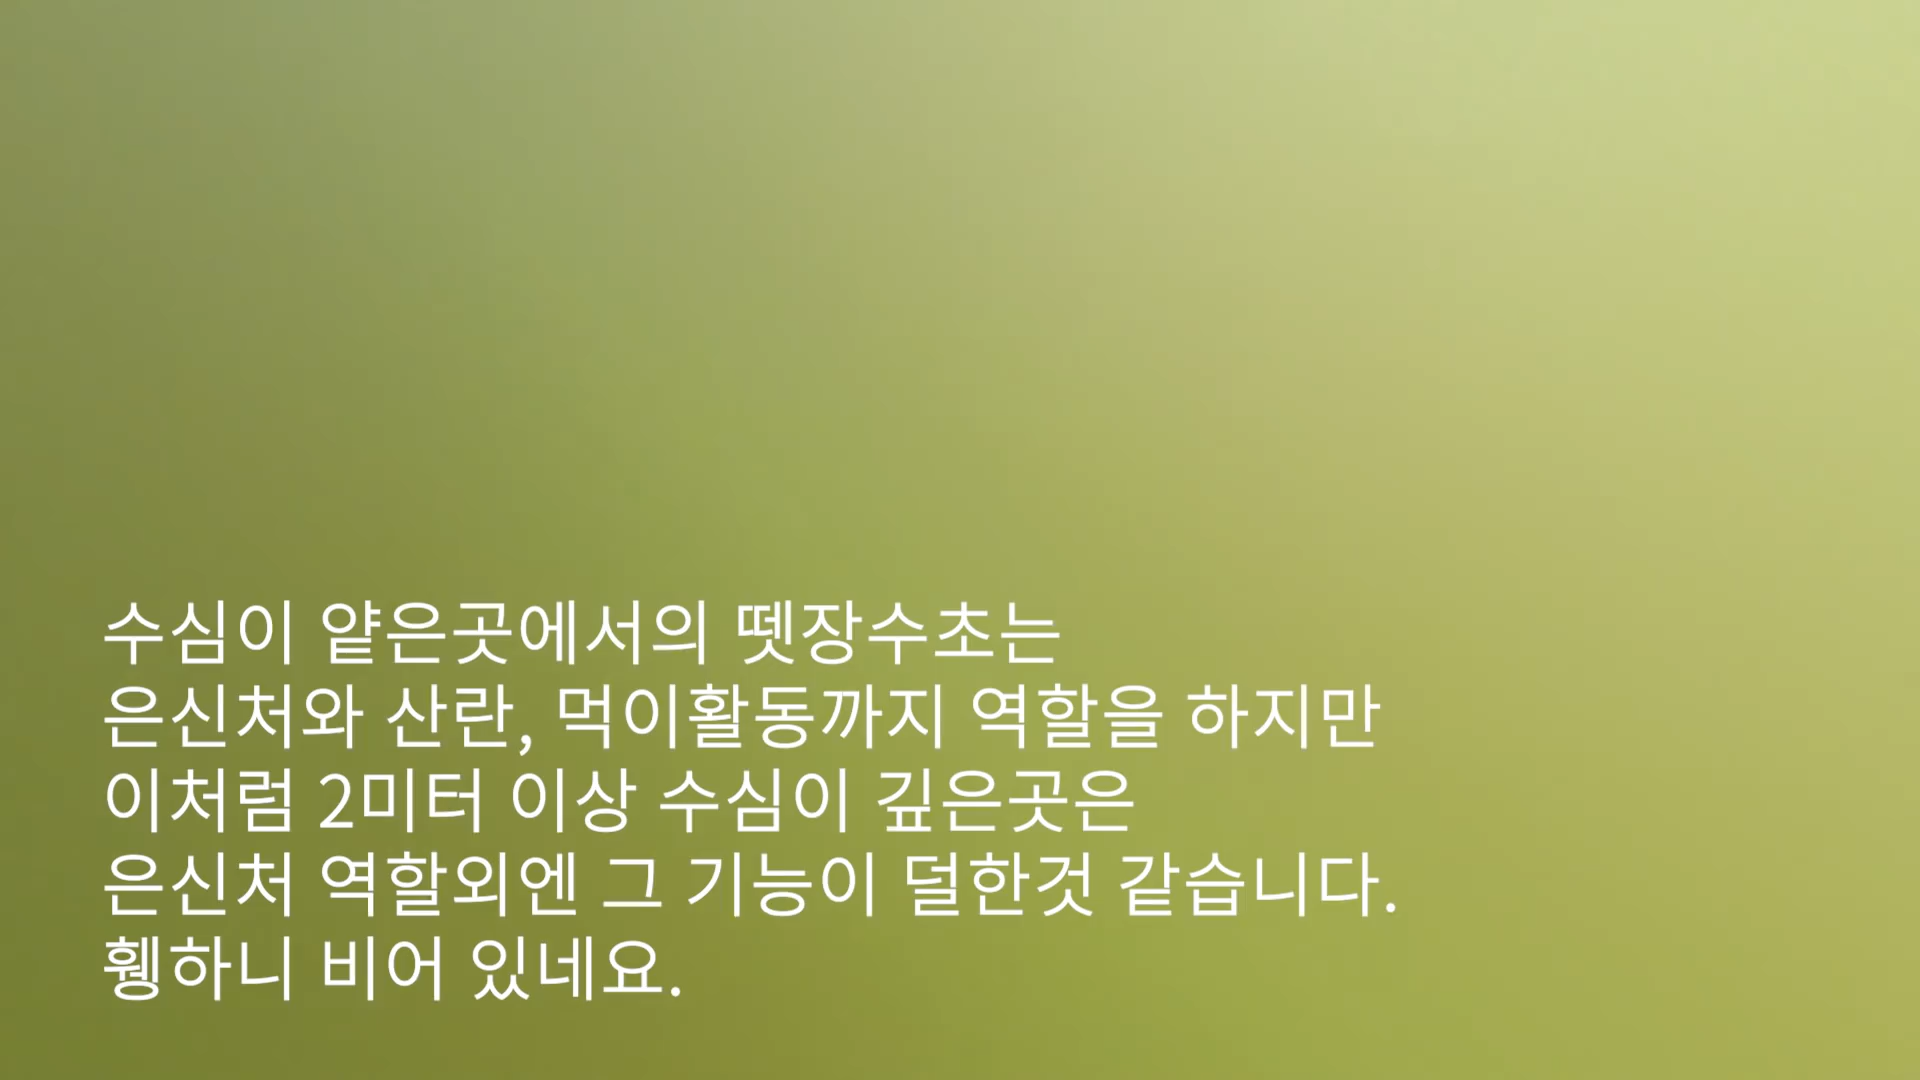 수심이 얕은곳에서의 뗏장수초는
은신처와 산란, 먹이활동까지 역할을 하지만
이처럼 2미터 이상 수심이 깊은곳은
은신처 역할외엔 그 기능이 덜한것 같습니다.
휑하니 비어 있네요.